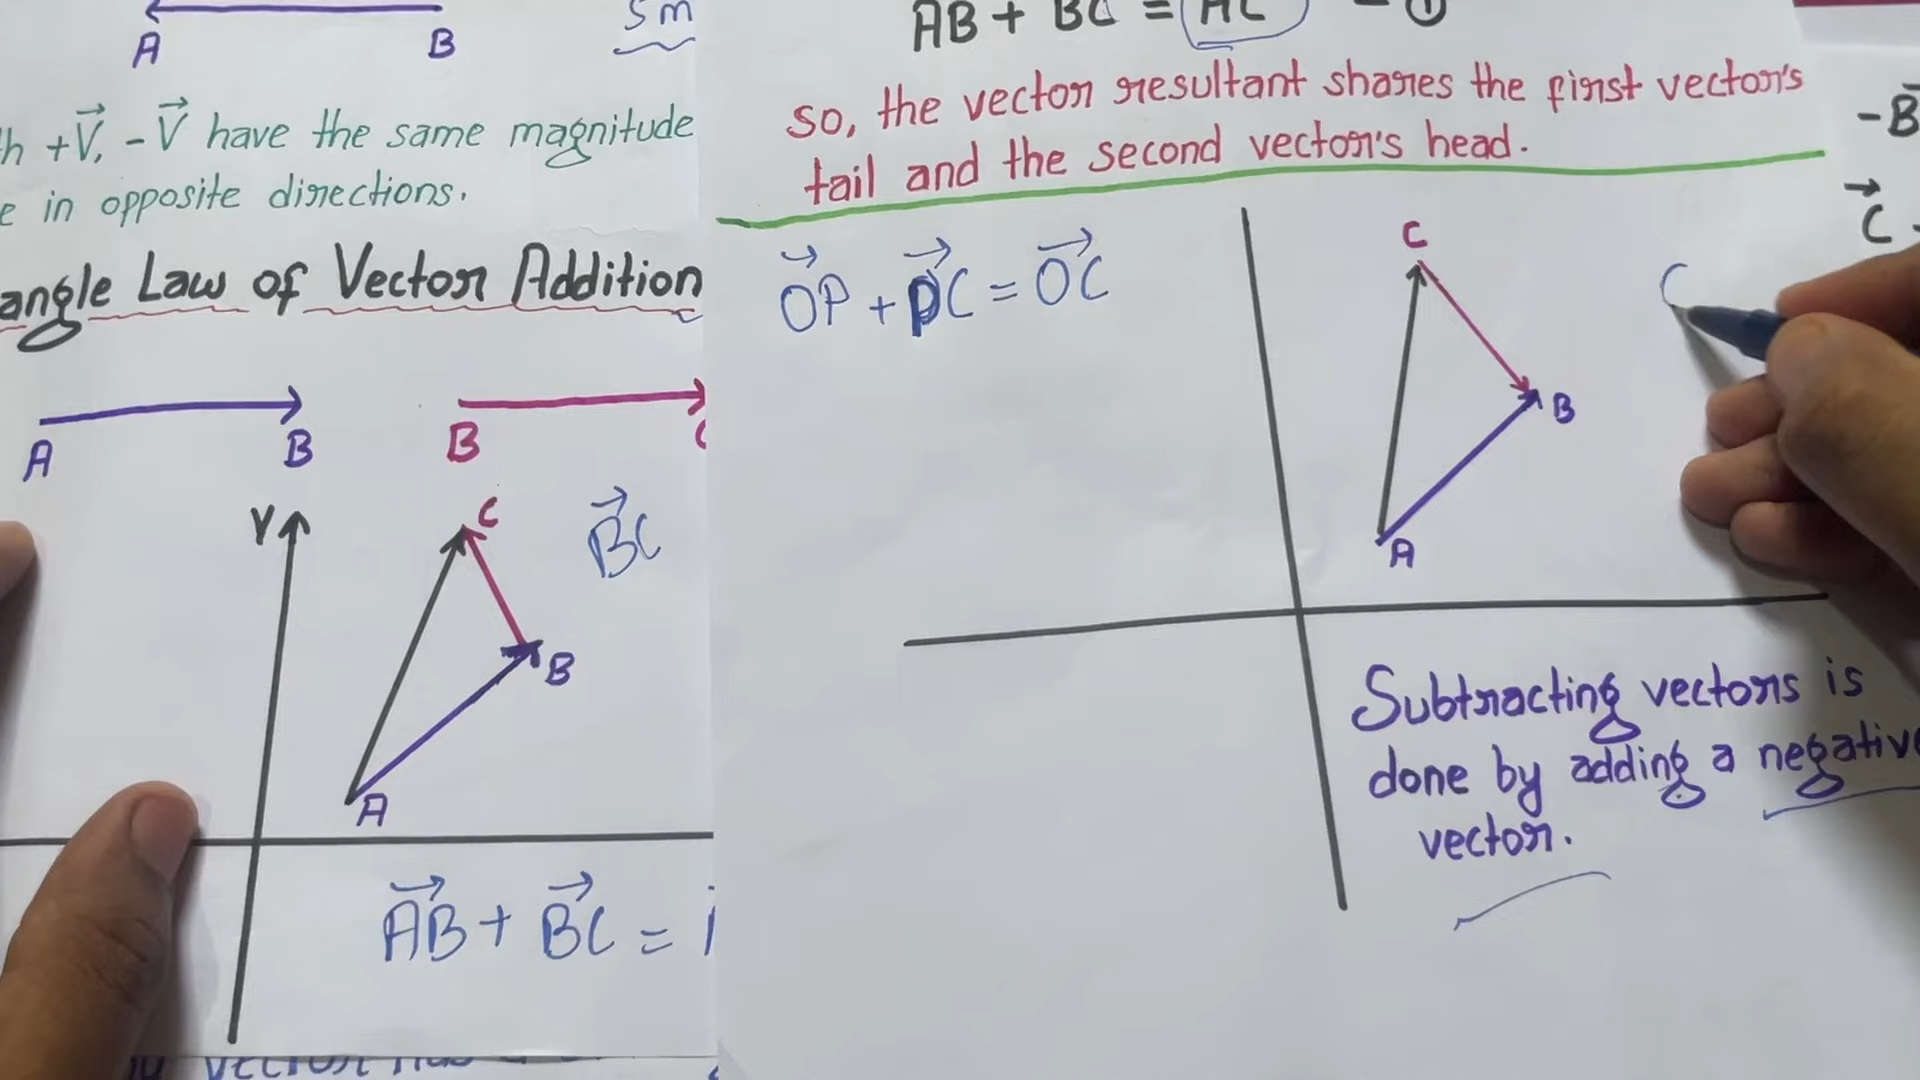 A B
5m
+V, -V have the same magnitude
in opposite directions.
Law of Vector Addition
A B B
Y C
BC
B
A
AB + BC =
AB + BC = AC - ①
so, the vector resultant shares the first vector's
tail and the second vector's head.
OP + PC = OC
C
B
A
C
Subtracting vectors is
done by adding a negative
vector.
-B
C